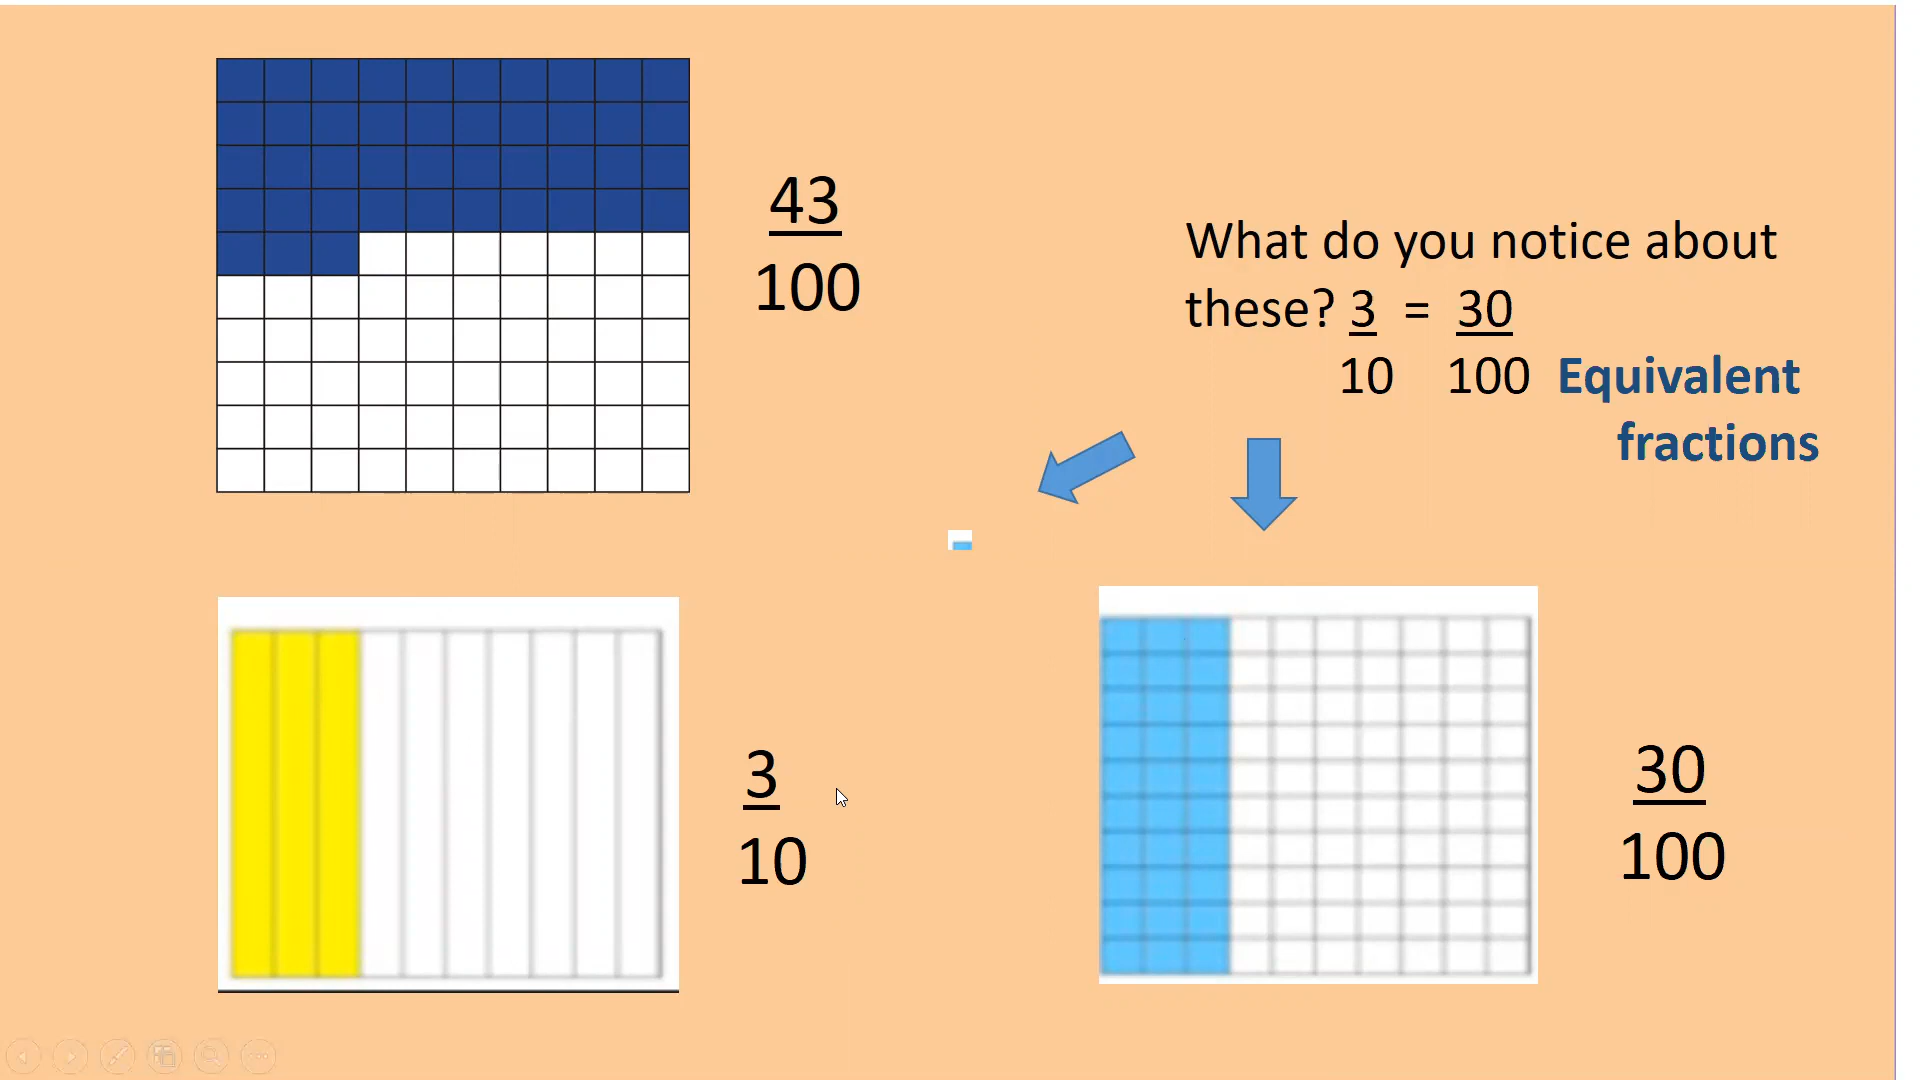 43
100
What do you notice about
these? 3 = 30
10 100 Equivalent
fractions
3
10
30
100